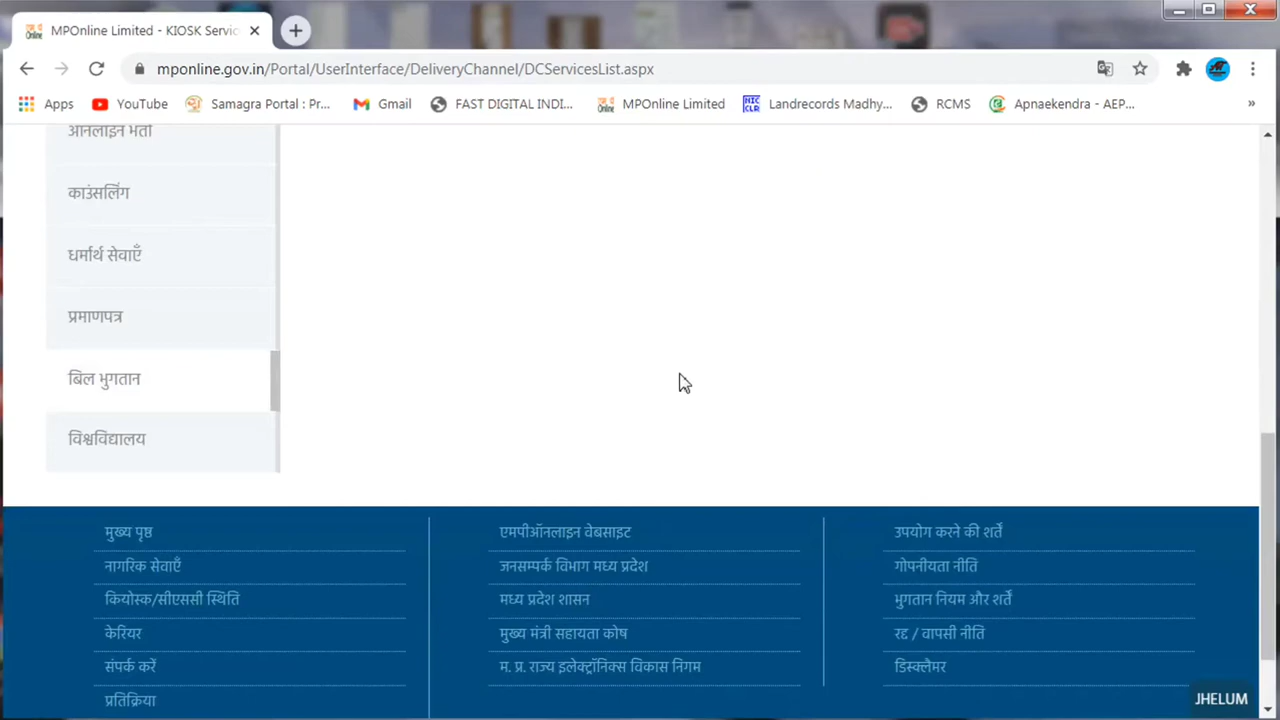 MPOnline Limited - KIOSK Servic
mponline.gov.in/Portal/UserInterface/DeliveryChannel/DCServicesList.aspx
Apps YouTube Samagra Portal : Pr... Gmail FAST DIGITAL INDI... MPOnline Limited Landrecords Madhy... RCMS Apnaekendra - AEP... »
ऑनलाइन भर्ती
काउंसलिंग
धर्मार्थ सेवाएँ
प्रमाणपत्र
बिल भुगतान
विश्वविद्यालय
मुख्य पृष्ठ
नागरिक सेवाएँ
कियोस्क/सीएससी स्थिति
केरियर
संपर्क करें
प्रतिक्रिया
एमपीऑनलाइन वेबसाइट
जनसम्पर्क विभाग मध्य प्रदेश
मध्य प्रदेश शासन
मुख्य मंत्री सहायता कोष
म. प्र. राज्य इलेक्ट्रॉनिक्स विकास निगम
उपयोग करने की शर्तें
गोपनीयता नीति
भुगतान नियम और शर्तें
रद्द / वापसी नीति
डिस्क्लैमर
JHELUM